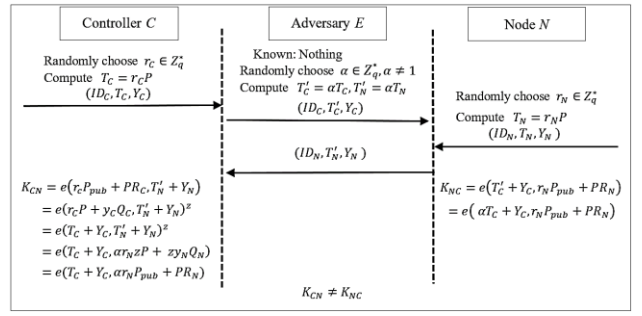 Controller C
Adversary E
Node N
Randomly choose r_C ∈ Z_q^*
Compute T_C = r_C P
(ID_C, T_C, Y_C)
Known: Nothing
Randomly choose α ∈ Z_q^*, α ≠ 1
Compute T_C' = αT_C, T_N' = αT_N
(ID_C, T_C', Y_C)
Randomly choose r_N ∈ Z_q^*
Compute T_N = r_N P
(ID_N, T_N, Y_N)
(ID_N, T_N', Y_N)
K_CN = e(r_C P_pub + PR_C, T_N' + Y_N)
= e(r_C P + y_C Q_C, T_N' + Y_N)^z
= e(T_C + Y_C, T_N' + Y_N)^z
= e(T_C + Y_C, αr_N zP + zy_N Q_N)
= e(T_C + Y_C, αr_N P_pub + PR_N)
K_NC = e(T_C' + Y_C, r_N P_pub + PR_N)
= e( αT_C + Y_C, r_N P_pub + PR_N)
K_CN ≠ K_NC